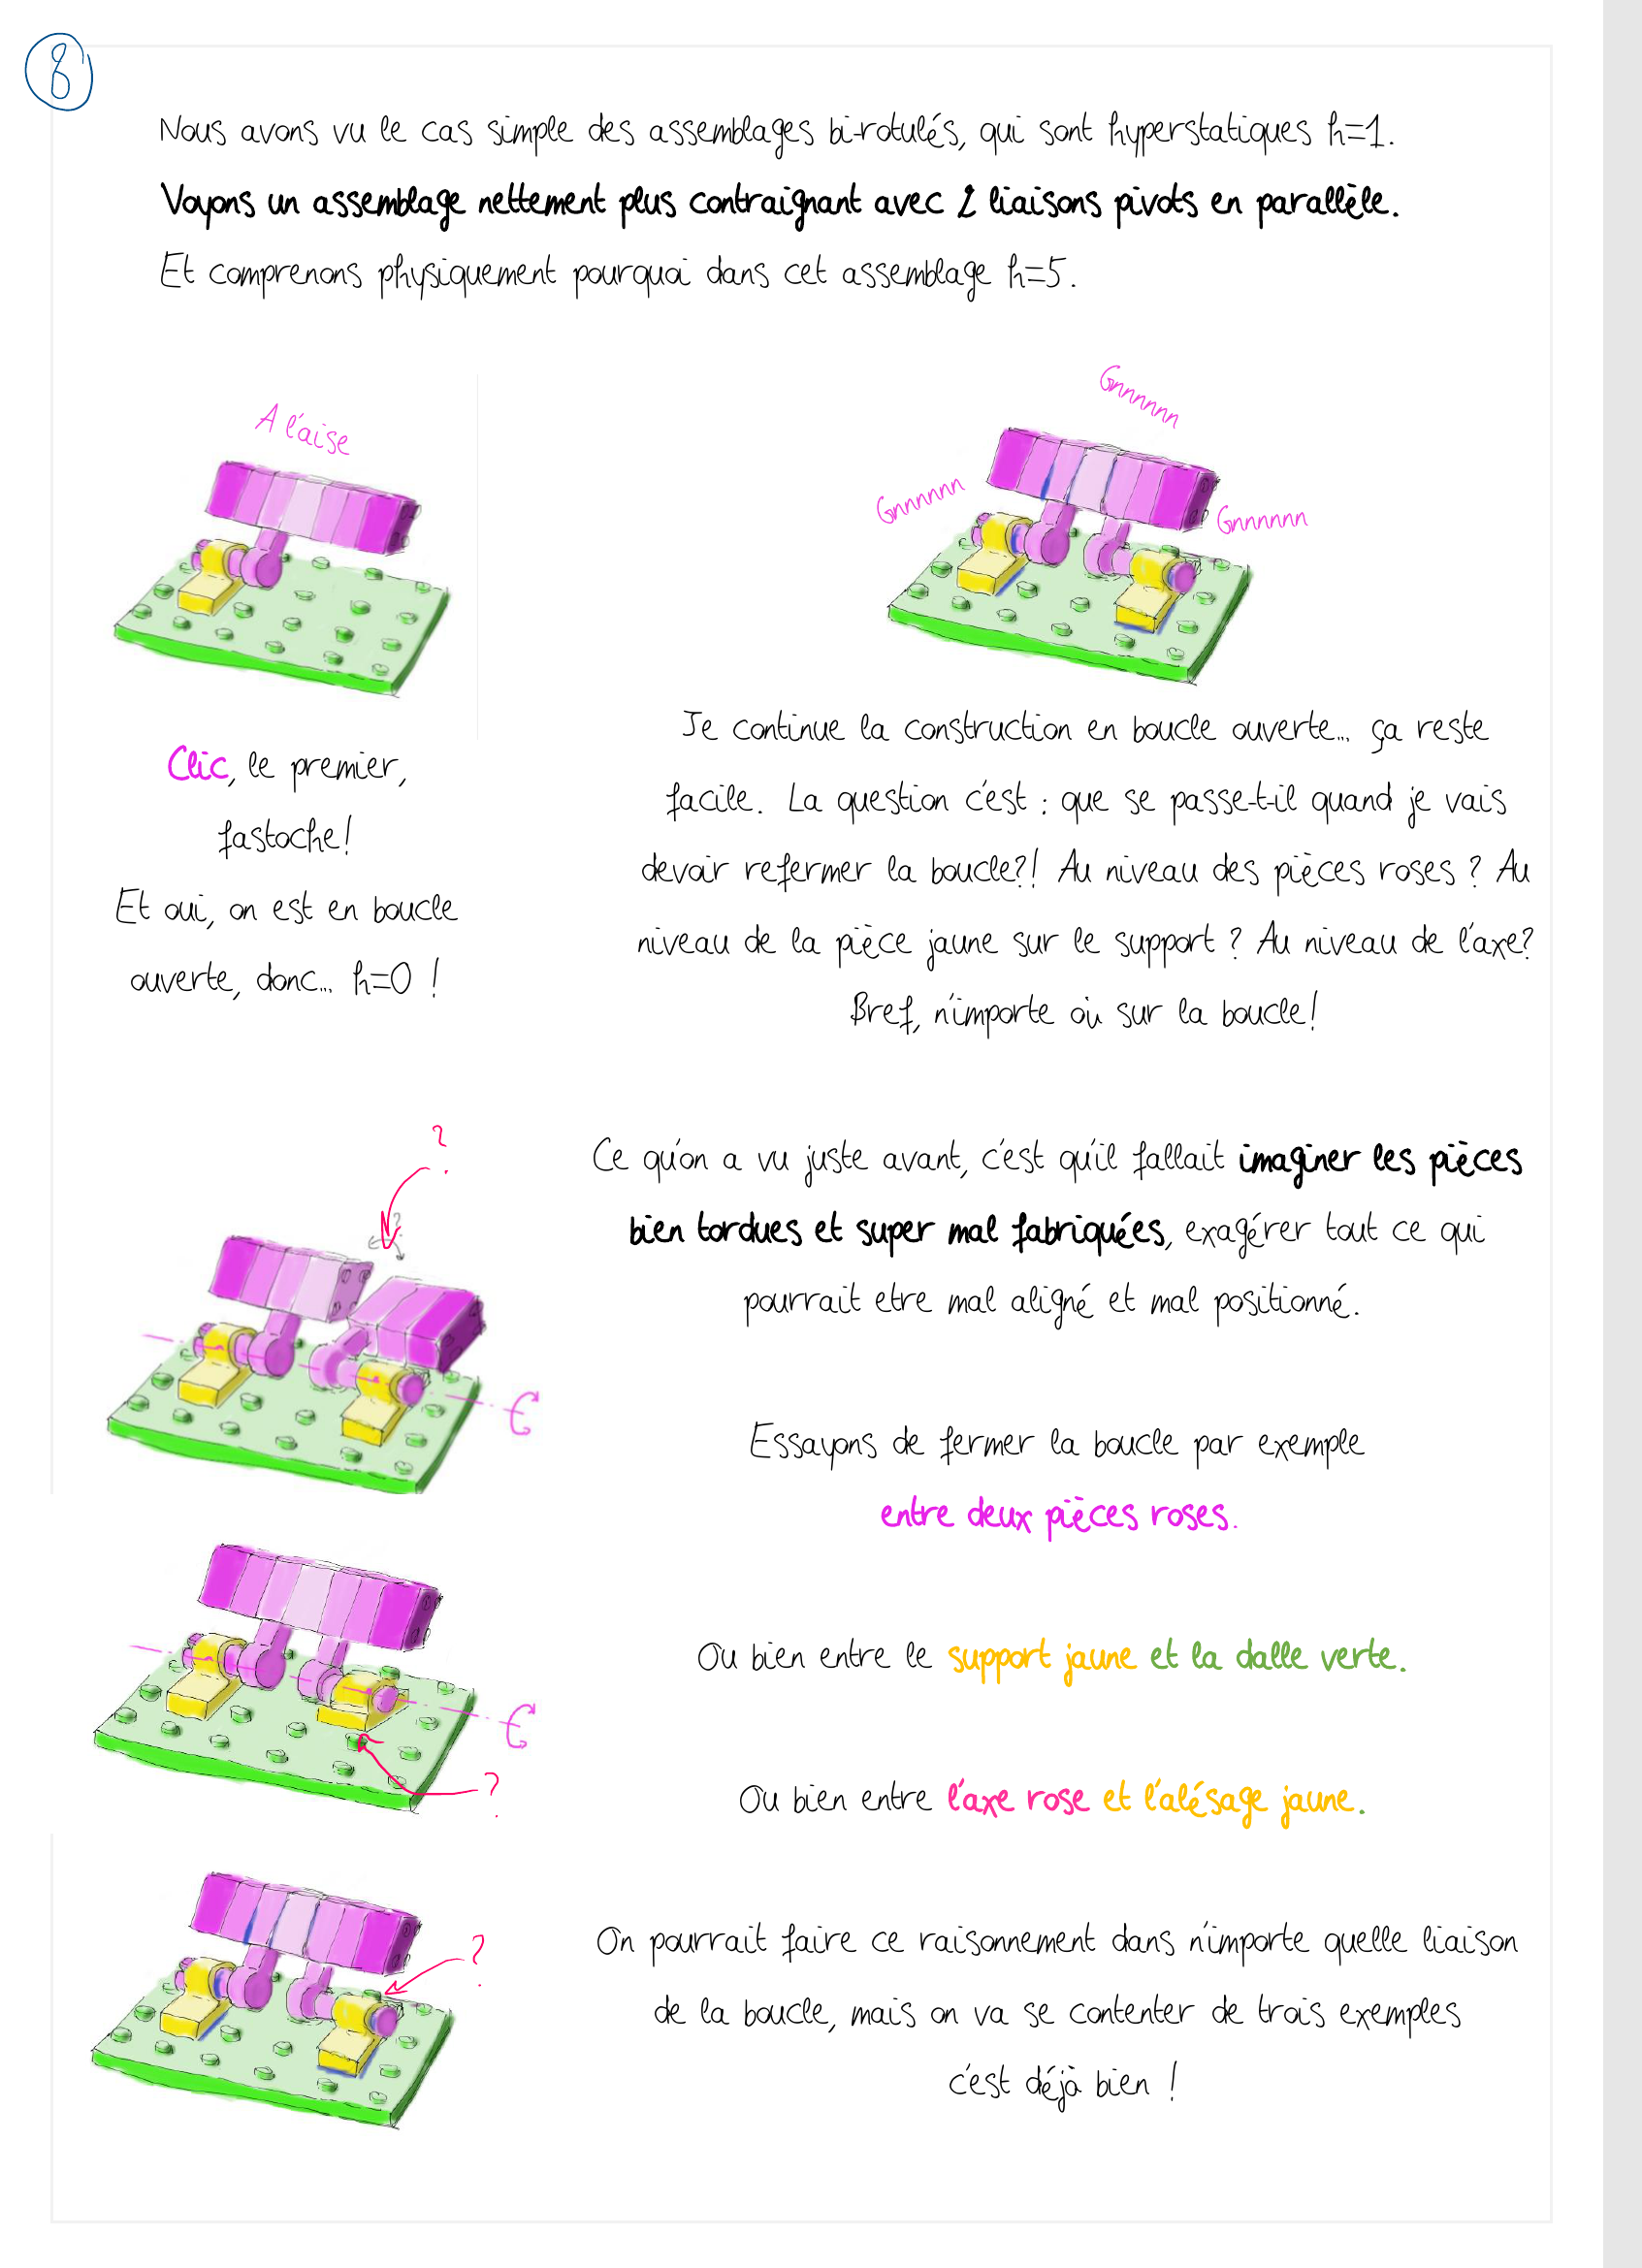 8
Nous avons vu le cas simple des assemblages bi-rotulés, qui sont hyperstatiques h=1.
Voyons un assemblage nettement plus contraignant avec 2 liaisons pivots en parallèle.
Et comprenons physiquement pourquoi dans cet assemblage h=5.
A l'aise
Gnnnnnn
Gnnnnnn
Gnnnnnn
Clic, le premier,
fastoche!
Et oui, on est en boucle
ouverte, donc... h=0 !
Je continue la construction en boucle ouverte... ça reste
facile. La question c'est : que se passe-t-il quand je vais
devoir refermer la boucle?! Au niveau des pièces roses ? Au
niveau de la pièce jaune sur le support ? Au niveau de l'axe?
Bref, n'importe où sur la boucle!
?
?
Ce qu'on a vu juste avant, c'est qu'il fallait imaginer les pièces
bien tordues et super mal fabriquées, exagérer tout ce qui
pourrait etre mal aligné et mal positionné.
Essayons de fermer la boucle par exemple
entre deux pièces roses.
Ou bien entre le support jaune et la dalle verte.
?
Ou bien entre l'axe rose et l'alésage jaune.
?
On pourrait faire ce raisonnement dans n'importe quelle liaison
de la boucle, mais on va se contenter de trois exemples
c'est déjà bien !